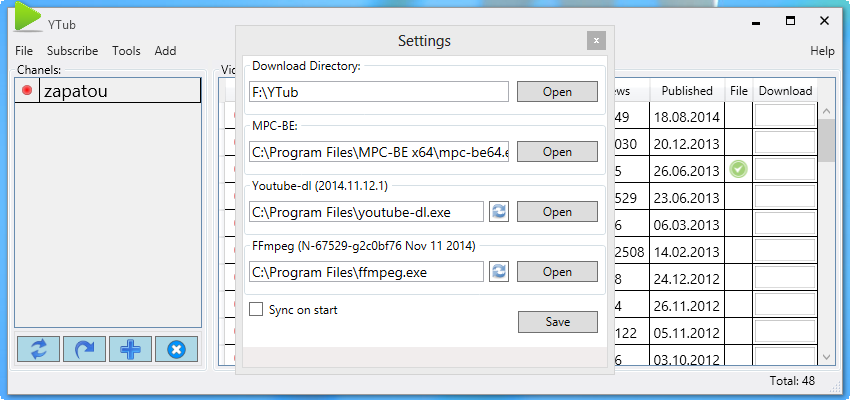 YTub
File Subscribe Tools Add Help
Chanels:
zapatou
Settings
x
Download Directory:
F:\YTub
Open
MPC-BE:
C:\Program Files\MPC-BE x64\mpc-be64.e
Open
Youtube-dl (2014.11.12.1)
C:\Program Files\youtube-dl.exe
Open
FFmpeg (N-67529-g2c0bf76 Nov 11 2014)
C:\Program Files\ffmpeg.exe
Open
Sync on start
Save
Published File Download
49 18.08.2014
030 20.12.2013
5 26.06.2013
529 23.06.2013
6 06.03.2013
2508 14.02.2013
8 24.12.2012
4 26.11.2012
122 05.11.2012
6 03.10.2012
Total: 48